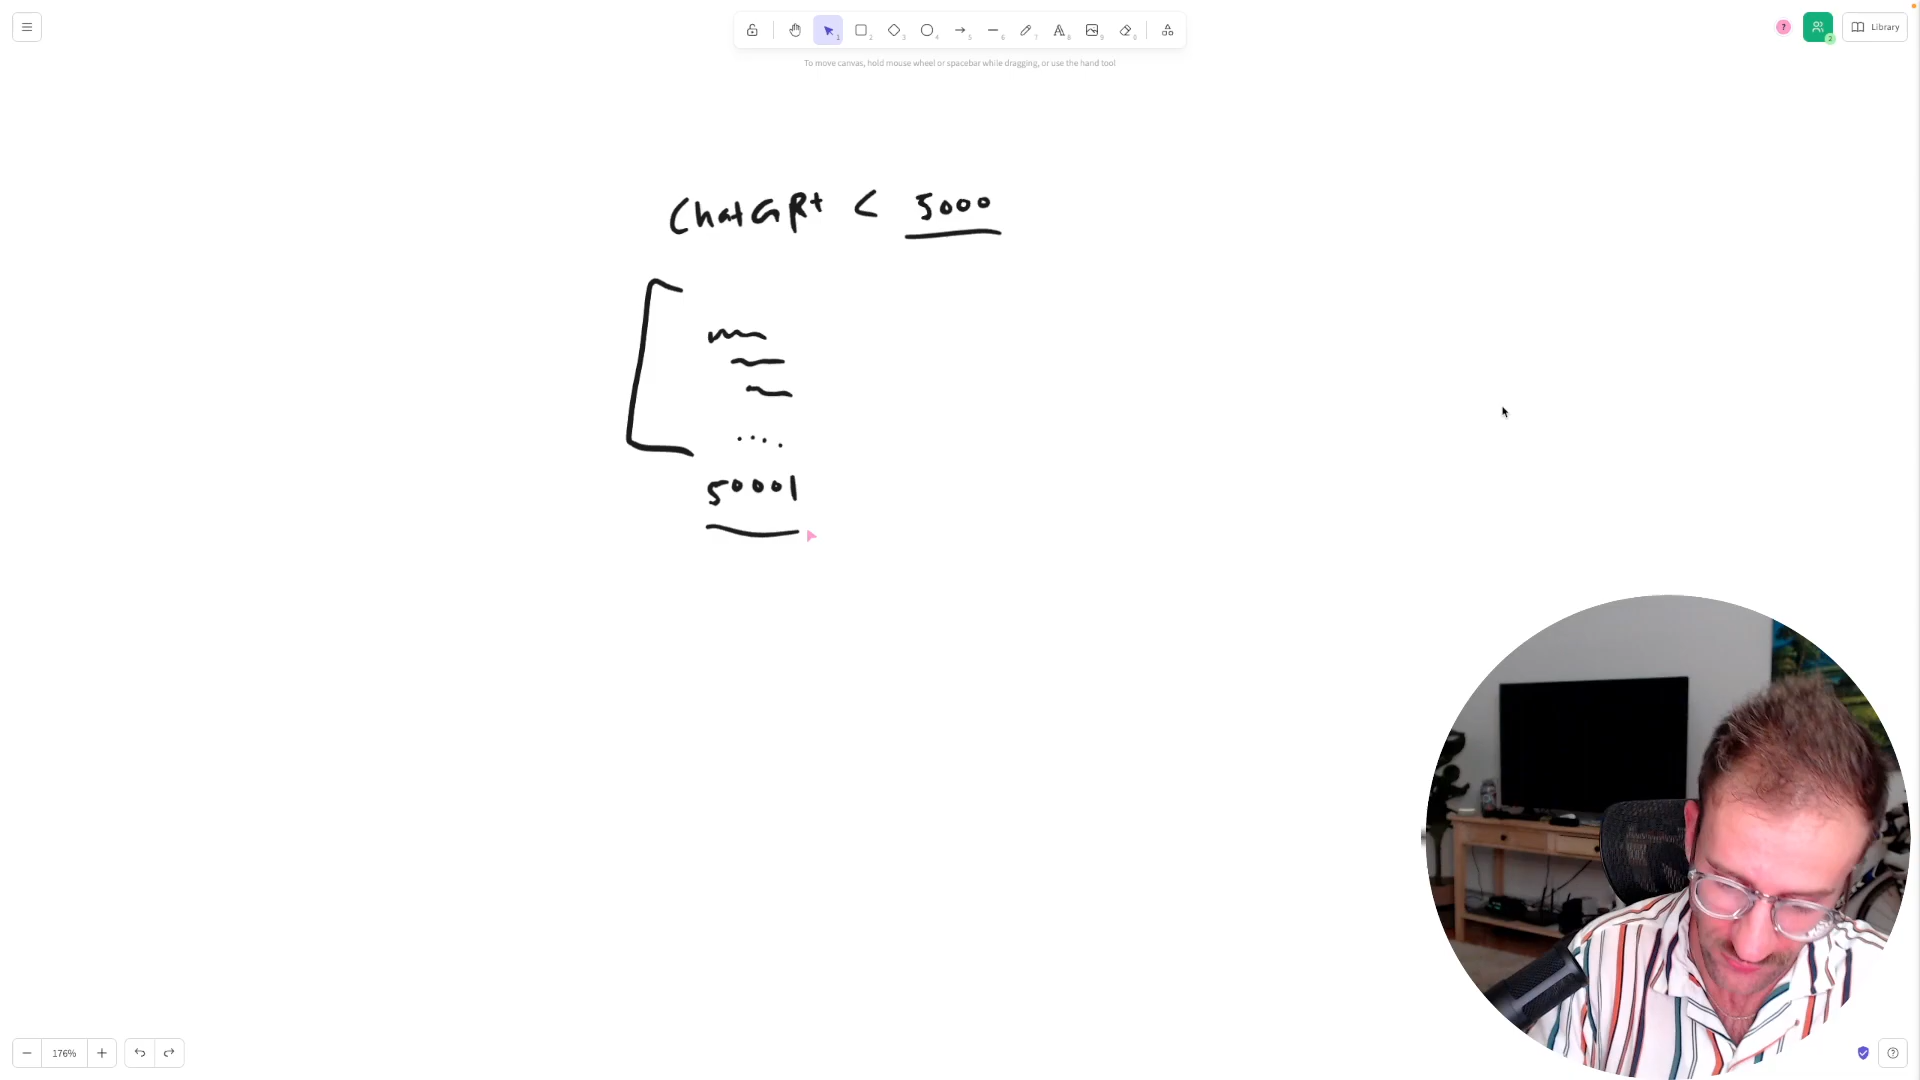 Library
To move canvas, hold mouse wheel or spacebar while dragging, or use the hand tool
ChatGPt < 5000
....
50001
176%